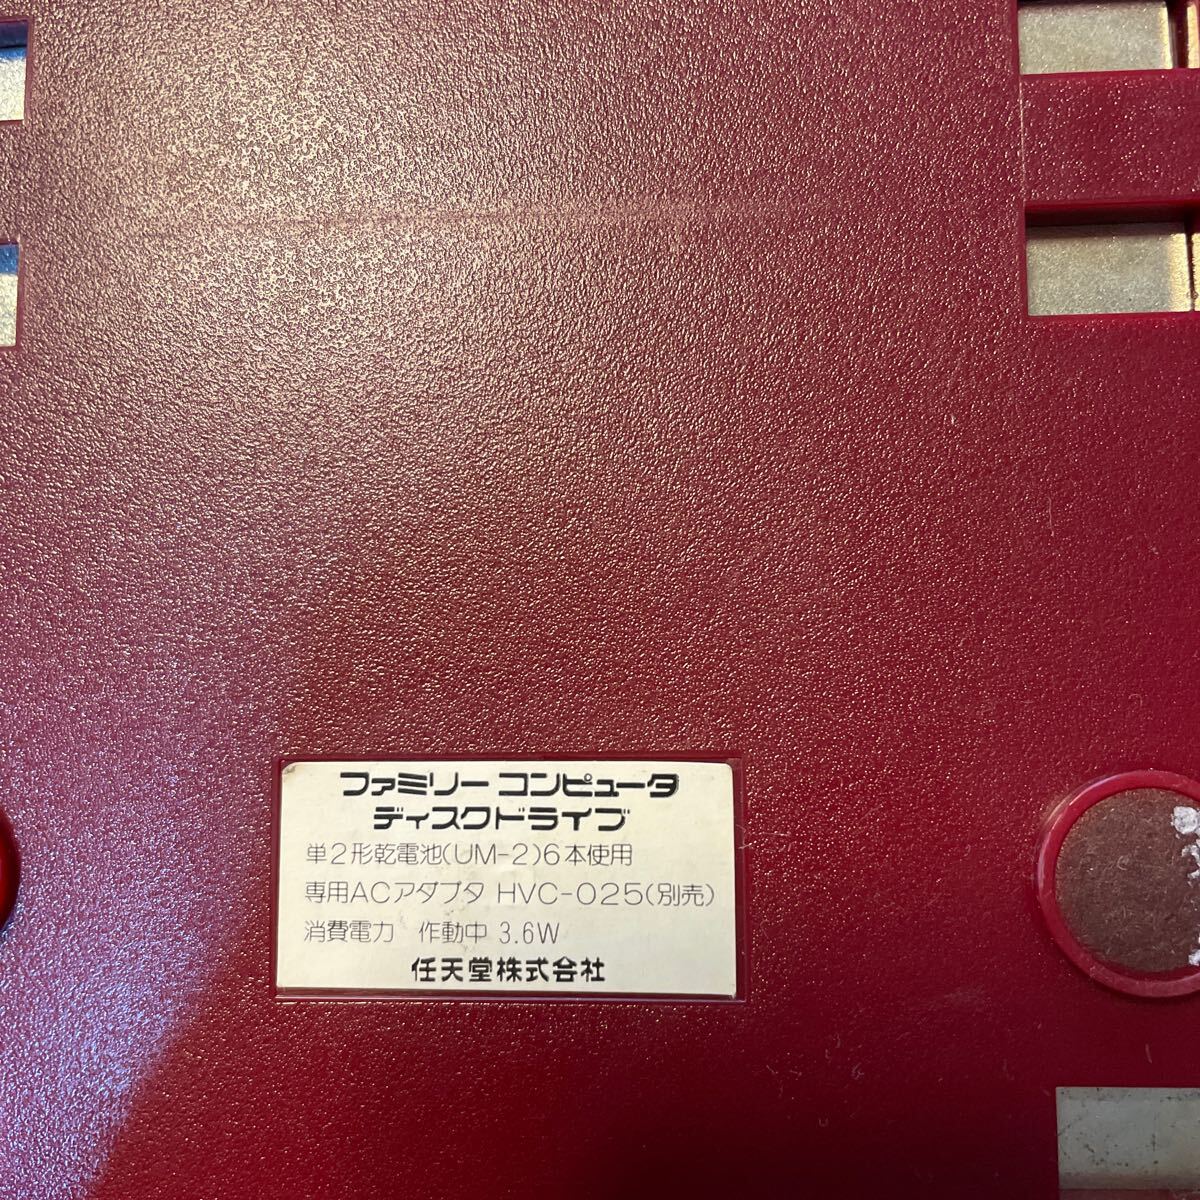 ファミリー コンピュータ
ディスクドライブ
単2形乾電池(UM-2)6本使用
専用ACアダプタ HVC-025(別売)
消費電力 作動中 3.6W
任天堂株式会社